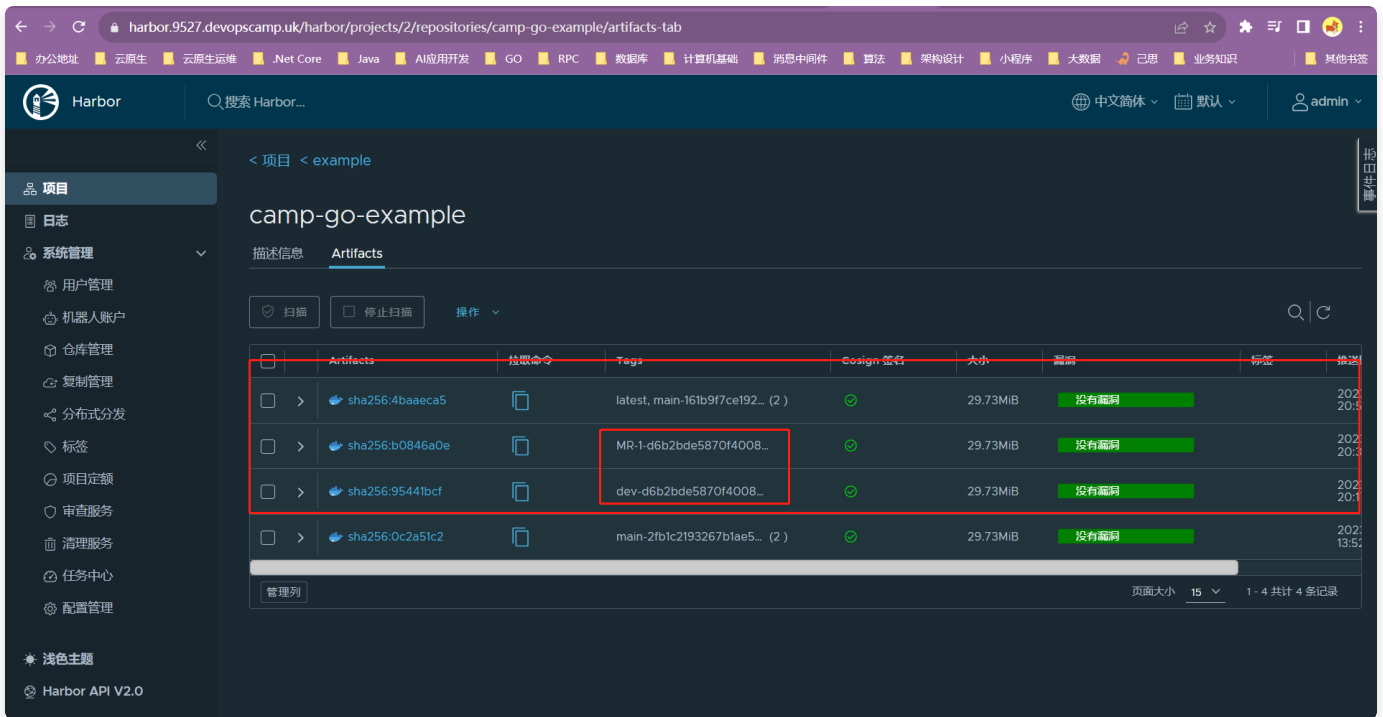 harbor.9527.devopscamp.uk/harbor/projects/2/repositories/camp-go-example/artifacts-tab
办公地址 云原生 云原生运维 .Net Core Java AI应用开发 GO RPC 数据库 计算机基础 消息中间件 算法 架构设计 小程序 大数据 己思 业务知识 其他书签
Harbor 搜索 Harbor... 中文简体 默认 admin
事件日志
< 项目 < example
项目
日志
系统管理
用户管理
机器人账户
仓库管理
复制管理
分布式分发
标签
项目定额
审查服务
清理服务
任务中心
配置管理
浅色主题
Harbor API V2.0
camp-go-example
描述信息 Artifacts
扫描 停止扫描 操作
Artifacts 拉取命令 Tags Cosign 签名 大小 漏洞 标签
sha256:4baaeca5 latest, main-161b9f7ce192... (2) 29.73MiB 没有漏洞
sha256:b0846a0e MR-1-d6b2bde5870f4008... 29.73MiB 没有漏洞
sha256:95441bcf dev-d6b2bde5870f4008... 29.73MiB 没有漏洞
sha256:0c2a51c2 main-2fb1c2193267b1ae5... (2) 29.73MiB 没有漏洞
管理列 页面大小 15 1 - 4 共计 4 条记录